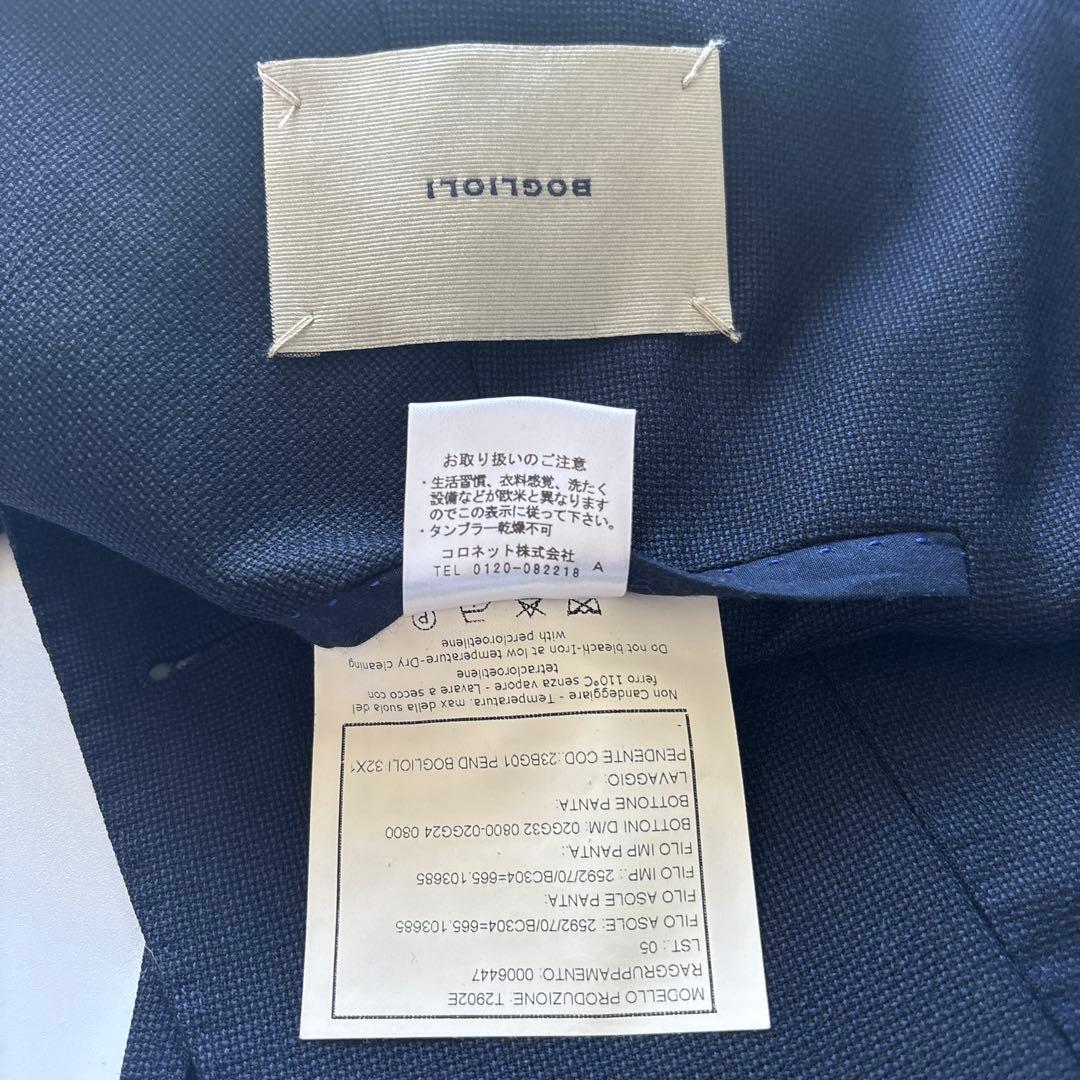 BOGLIOLI
お取り扱いのご注意
・生活習慣、衣料感覚、洗たく
設備などが欧米と異なります
のでこの表示に従って下さい。
・タンブラー乾燥不可
コロネット株式会社
TEL 0120-082218 A
MODELLO PRODUZIONE: T2902E
RAGGRUPPAMENTO: 0006447
LST.: 05
FILO ASOLE: 2592/70/BC304=665.103685
FILO ASOLE PANTA:
FILO IMP.: 2592/70/BC304=665.103685
FILO IMP PANTA.:
BOTTONI D/M: 02GG32 0800-02GG24 0800
BOTTONE PANTA:
LAVAGGIO:
PENDENTE COD.:23BG01 PEND BOGLIOLI 32X1
Non Candeggiare - Temperatura. max della suola del
ferro 110°C senza vapore - Lavare a secco con
tetracloroetilene
Do not bleach-Iron at low temperature-Dry cleaning
with percloroetilene
P